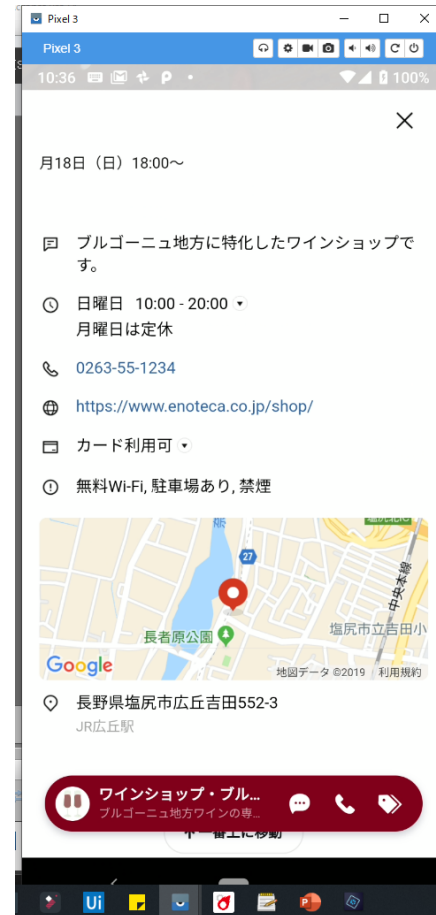 Pixel 3
Pixel 3
10:36
100%
月18日（日）18:00～
ブルゴーニュ地方に特化したワインショップで
す。
日曜日 10:00 - 20:00
月曜日は定休
0263-55-1234
https://www.enoteca.co.jp/shop/
カード利用可
無料Wi-Fi, 駐車場あり, 禁煙
27
中央本線
長者原公園
塩尻市立吉田小
Google
地図データ ©2019 利用規約
長野県塩尻市広丘吉田552-3
JR広丘駅
ワインショップ・ブル...
ブルゴーニュ地方ワインの専...
一番上に移動
Ui